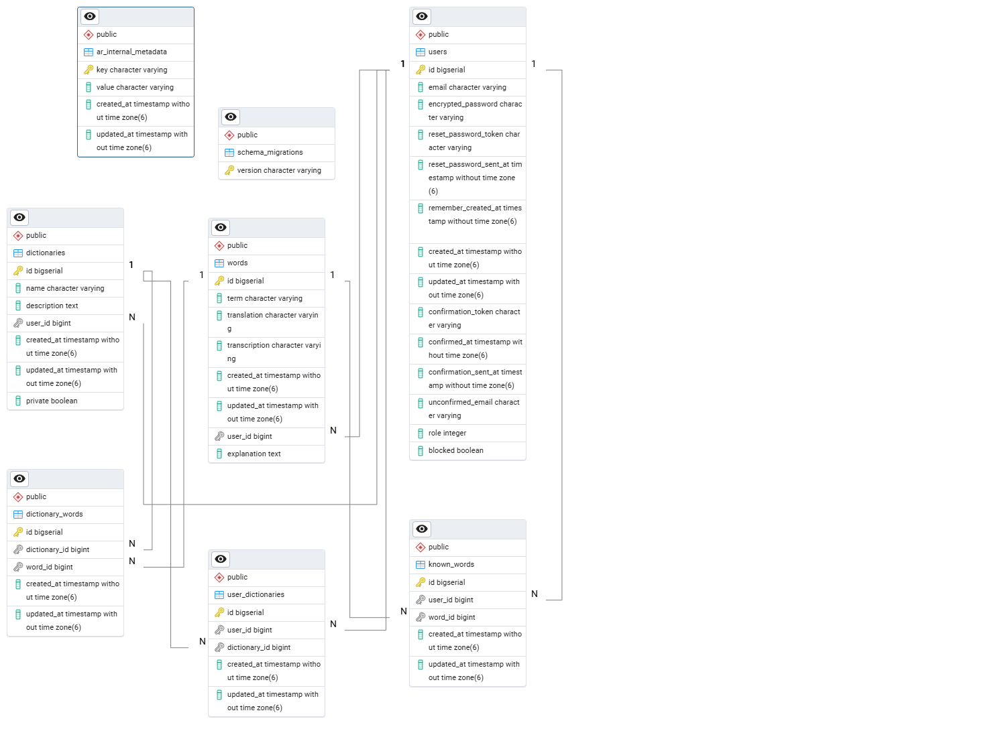 public
ar_internal_metadata
key character varying
value character varying
created_at timestamp witho
ut time zone(6)
updated_at timestamp with
out time zone(6)
public
schema_migrations
version character varying
public
users
1
id bigserial
1
email character varying
encrypted_password charac
ter varying
reset_password_token char
acter varying
reset_password_sent_at tim
estamp without time zone
(6)
remember_created_at times
tamp without time zone(6)
created_at timestamp witho
ut time zone(6)
updated_at timestamp with
out time zone(6)
confirmation_token charact
er varying
confirmed_at timestamp wit
hout time zone(6)
confirmation_sent_at timest
amp without time zone(6)
unconfirmed_email charact
er varying
role integer
blocked boolean
public
dictionaries
1
id bigserial
name character varying
description text
N
user_id bigint
created_at timestamp witho
ut time zone(6)
updated_at timestamp with
out time zone(6)
private boolean
public
words
1
id bigserial
1
term character varying
translation character varyin
g
transcription character varyi
ng
created_at timestamp witho
ut time zone(6)
updated_at timestamp with
out time zone(6)
N
user_id bigint
explanation text
public
dictionary_words
id bigserial
N
dictionary_id bigint
N
word_id bigint
created_at timestamp witho
ut time zone(6)
updated_at timestamp with
out time zone(6)
public
user_dictionaries
id bigserial
N
user_id bigint
N
dictionary_id bigint
created_at timestamp witho
ut time zone(6)
updated_at timestamp with
out time zone(6)
public
known_words
id bigserial
N
user_id bigint
N
word_id bigint
created_at timestamp witho
ut time zone(6)
updated_at timestamp with
out time zone(6)